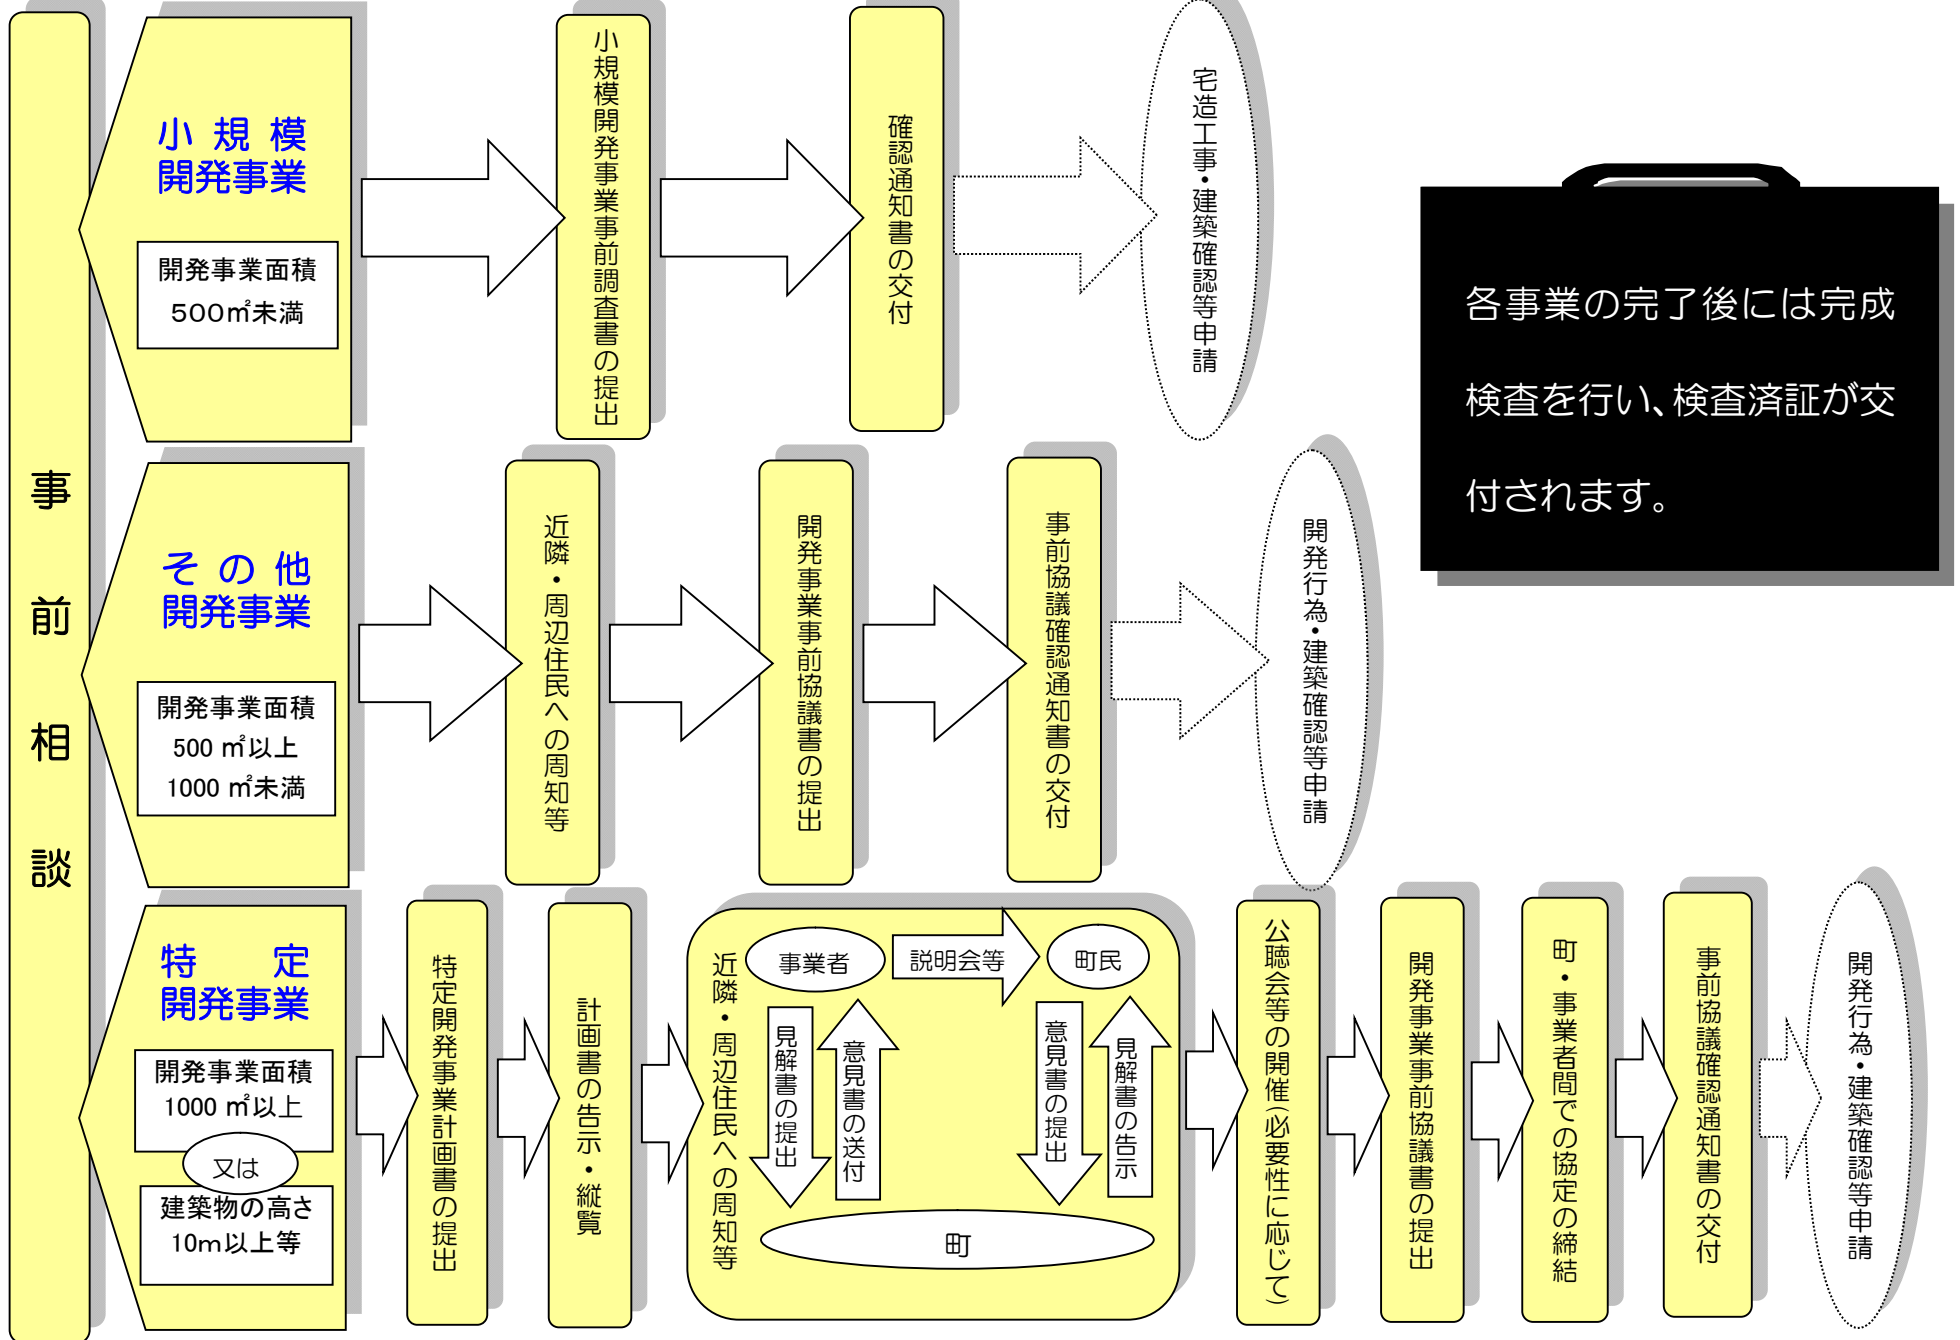 事前相談
小規模
開発事業
開発事業面積
500㎡未満
小規模開発事業事前調査書の提出
確認通知書の交付
宅造工事・建築確認等申請
各事業の完了後には完成
検査を行い、検査済証が交
付されます。
その他
開発事業
開発事業面積
500㎡以上
1000㎡未満
近隣・周辺住民への周知等
開発事業事前協議書の提出
事前協議確認通知書の交付
開発行為・建築確認等申請
特定
開発事業
開発事業面積
1000㎡以上
又は
建築物の高さ
10m以上等
特定開発事業計画書の提出
計画書の告示・縦覧
近隣・周辺住民への周知等
事業者
説明会等
町民
見解書の提出
意見書の送付
意見書の提出
見解書の告示
町
公聴会等の開催(必要性に応じて)
開発事業事前協議書の提出
町・事業者間での協定の締結
事前協議確認通知書の交付
開発行為・建築確認等申請